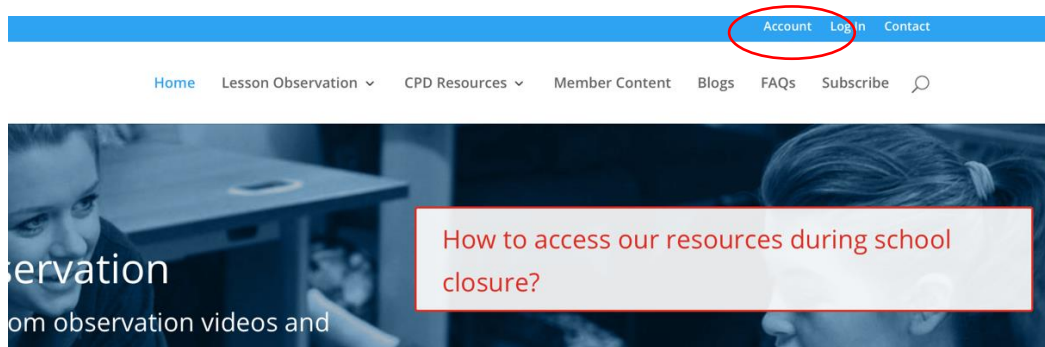 Account Log In Contact
Home Lesson Observation CPD Resources Member Content Blogs FAQs Subscribe
How to access our resources during school
closure?
servation
om observation videos and